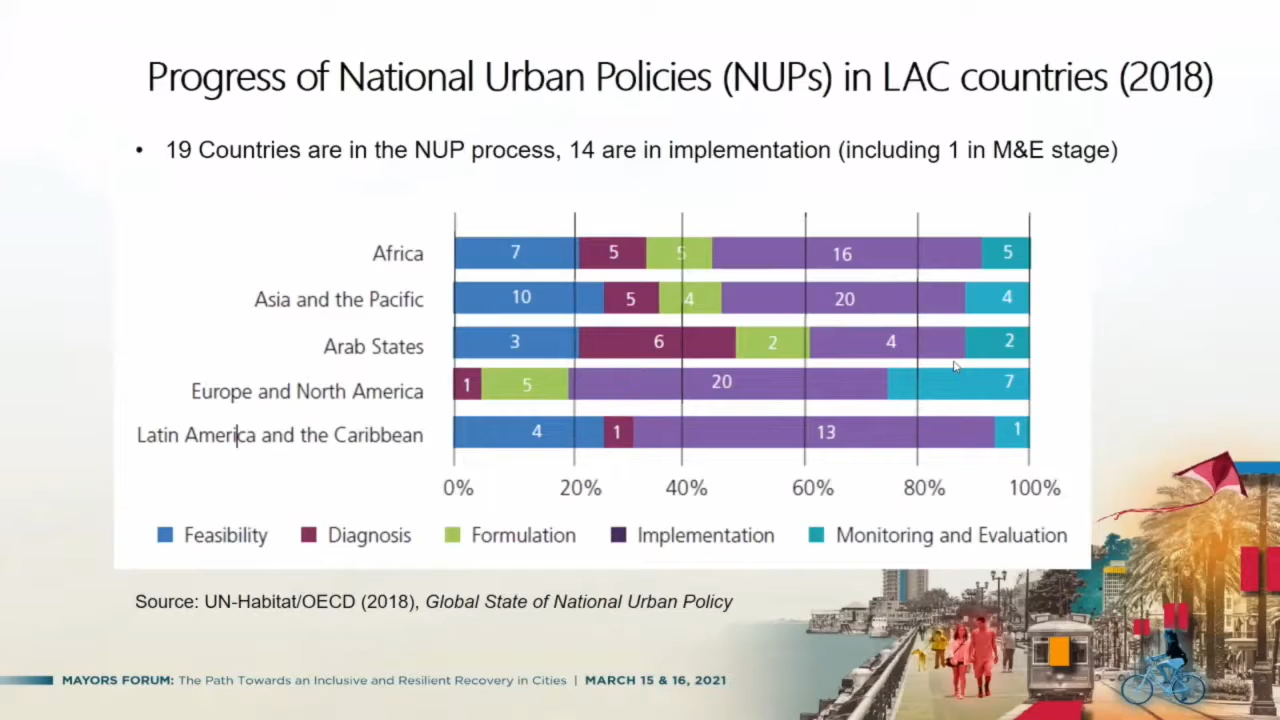 Progress of National Urban Policies (NUPs) in LAC countries (2018)
• 19 Countries are in the NUP process, 14 are in implementation (including 1 in M&E stage)
Africa 7 5 5 16 5
Asia and the Pacific 10 5 4 20 4
Arab States 3 6 2 4 2
Europe and North America 1 5 20 7
Latin America and the Caribbean 4 1 13 1
0% 20% 40% 60% 80% 100%
Feasibility Diagnosis Formulation Implementation Monitoring and Evaluation
Source: UN-Habitat/OECD (2018), Global State of National Urban Policy
MAYORS FORUM: The Path Towards an Inclusive and Resilient Recovery in Cities | MARCH 15 & 16, 2021